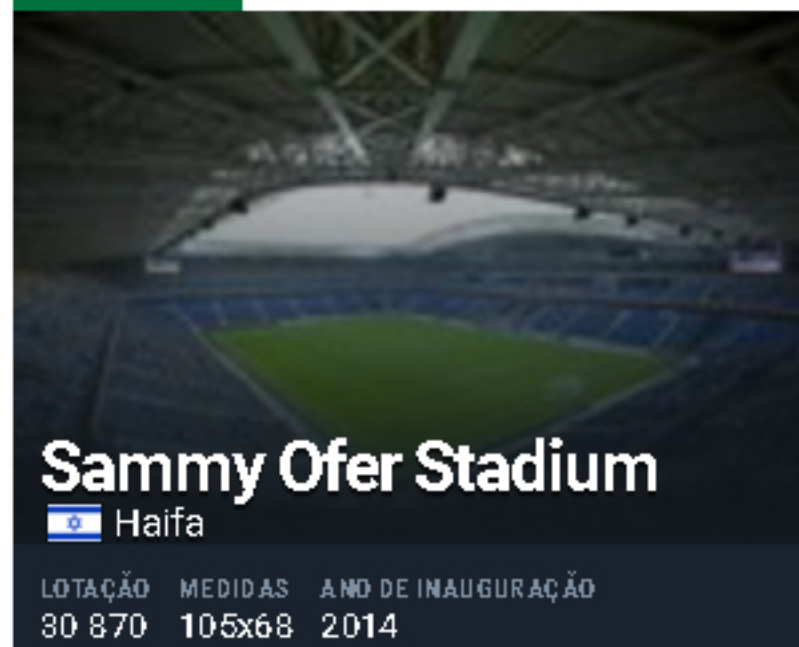 Sammy Ofer Stadium
Haifa
LOTAÇÃO MEDIDAS ANO DE INAUGURAÇÃO
30 870 105x68 2014